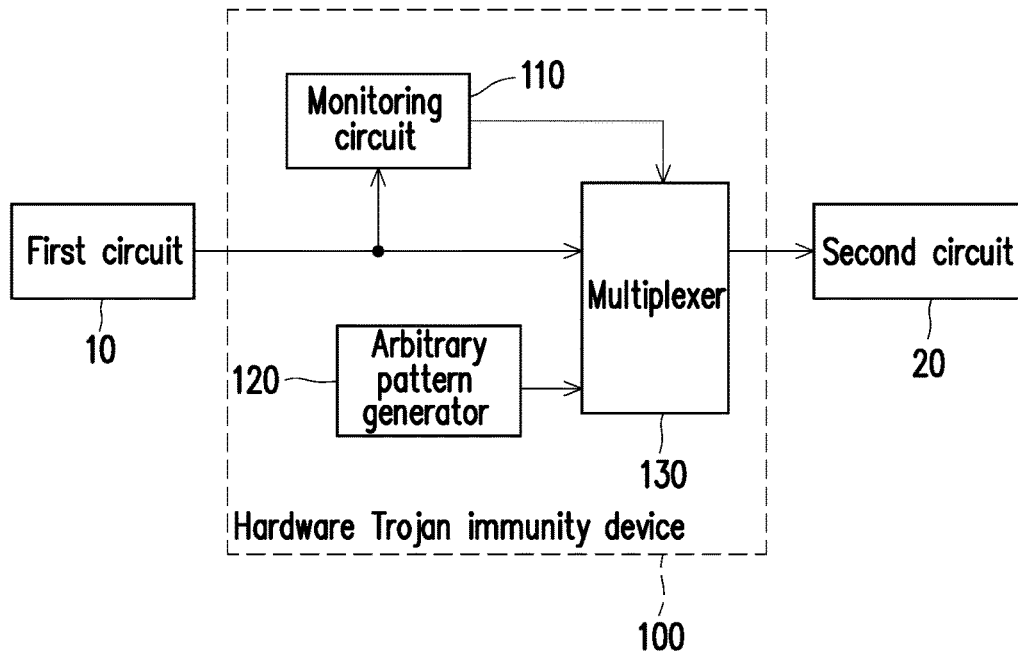 110
Monitoring
circuit
First circuit
Multiplexer
Second circuit
10
20
Arbitrary
pattern
generator
120
130
Hardware Trojan immunity device
100